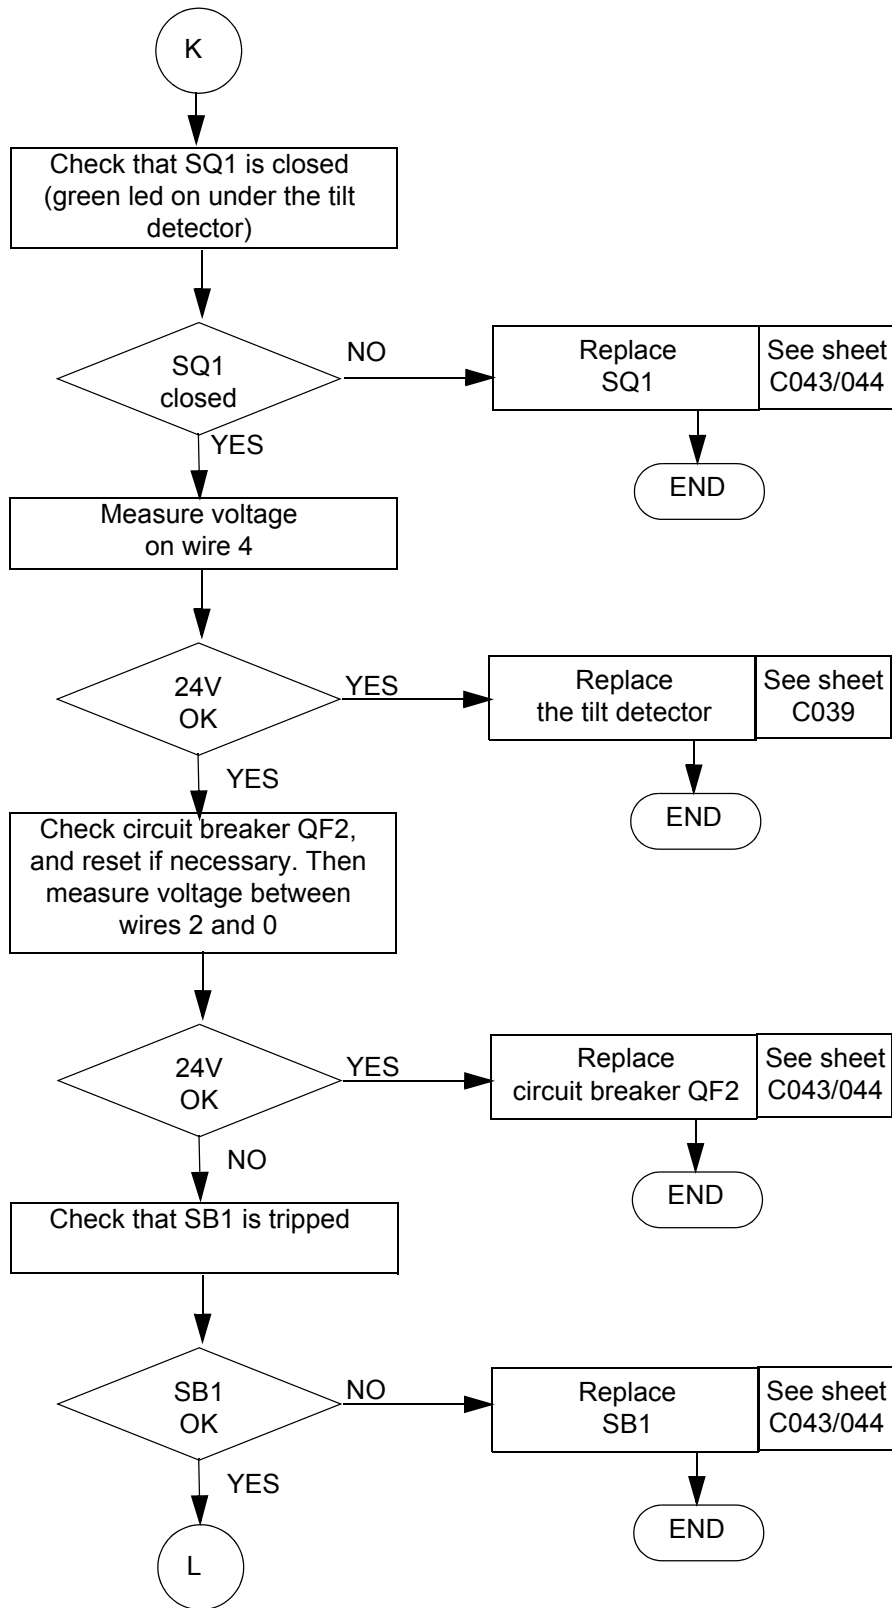 K
Check that SQ1 is closed
(green led on under the tilt
detector)
SQ1
closed
NO
Replace
SQ1
See sheet
C043/044
END
YES
Measure voltage
on wire 4
24V
OK
YES
Replace
the tilt detector
See sheet
C039
END
YES
Check circuit breaker QF2,
and reset if necessary. Then
measure voltage between
wires 2 and 0
24V
OK
YES
Replace
circuit breaker QF2
See sheet
C043/044
END
NO
Check that SB1 is tripped
SB1
OK
NO
Replace
SB1
See sheet
C043/044
END
YES
L